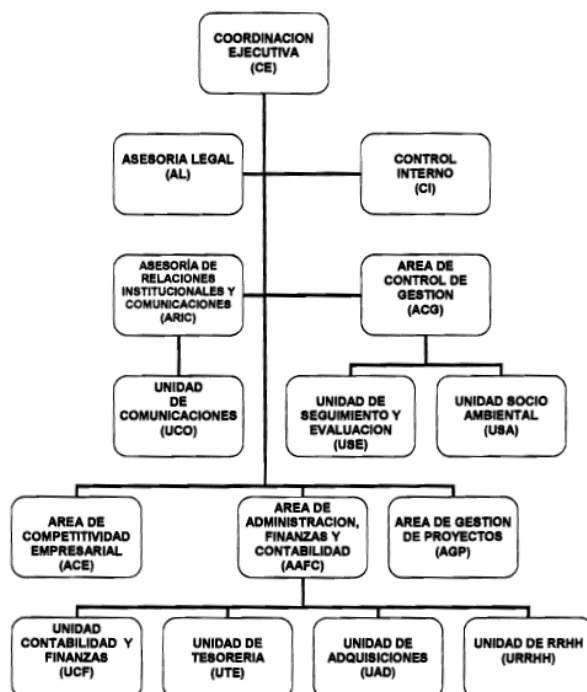 COORDINACION
EJECUTIVA
(CE)
ASESORIA LEGAL
(AL)
CONTROL
INTERNO
(CI)
ASESORÍA DE
RELACIONES
INSTITUCIONALES Y
COMUNICACIONES
(ARIC)
AREA DE
CONTROL DE
GESTION
(ACG)
UNIDAD
DE
COMUNICACIONES
(UCO)
UNIDAD DE
SEGUIMIENTO Y
EVALUACION
(USE)
UNIDAD SOCIO
AMBIENTAL
(USA)
AREA DE
COMPETITIVIDAD
EMPRESARIAL
(ACE)
AREA DE
ADMINISTRACION,
FINANZAS Y
CONTABILIDAD
(AAFC)
AREA DE GESTION
DE PROYECTOS
(AGP)
UNIDAD
CONTABILIDAD Y
FINANZAS
(UCF)
UNIDAD DE
TESORERIA
(UTE)
UNIDAD DE
ADQUISICIONES
(UAD)
UNIDAD DE RRHH
(URRHH)